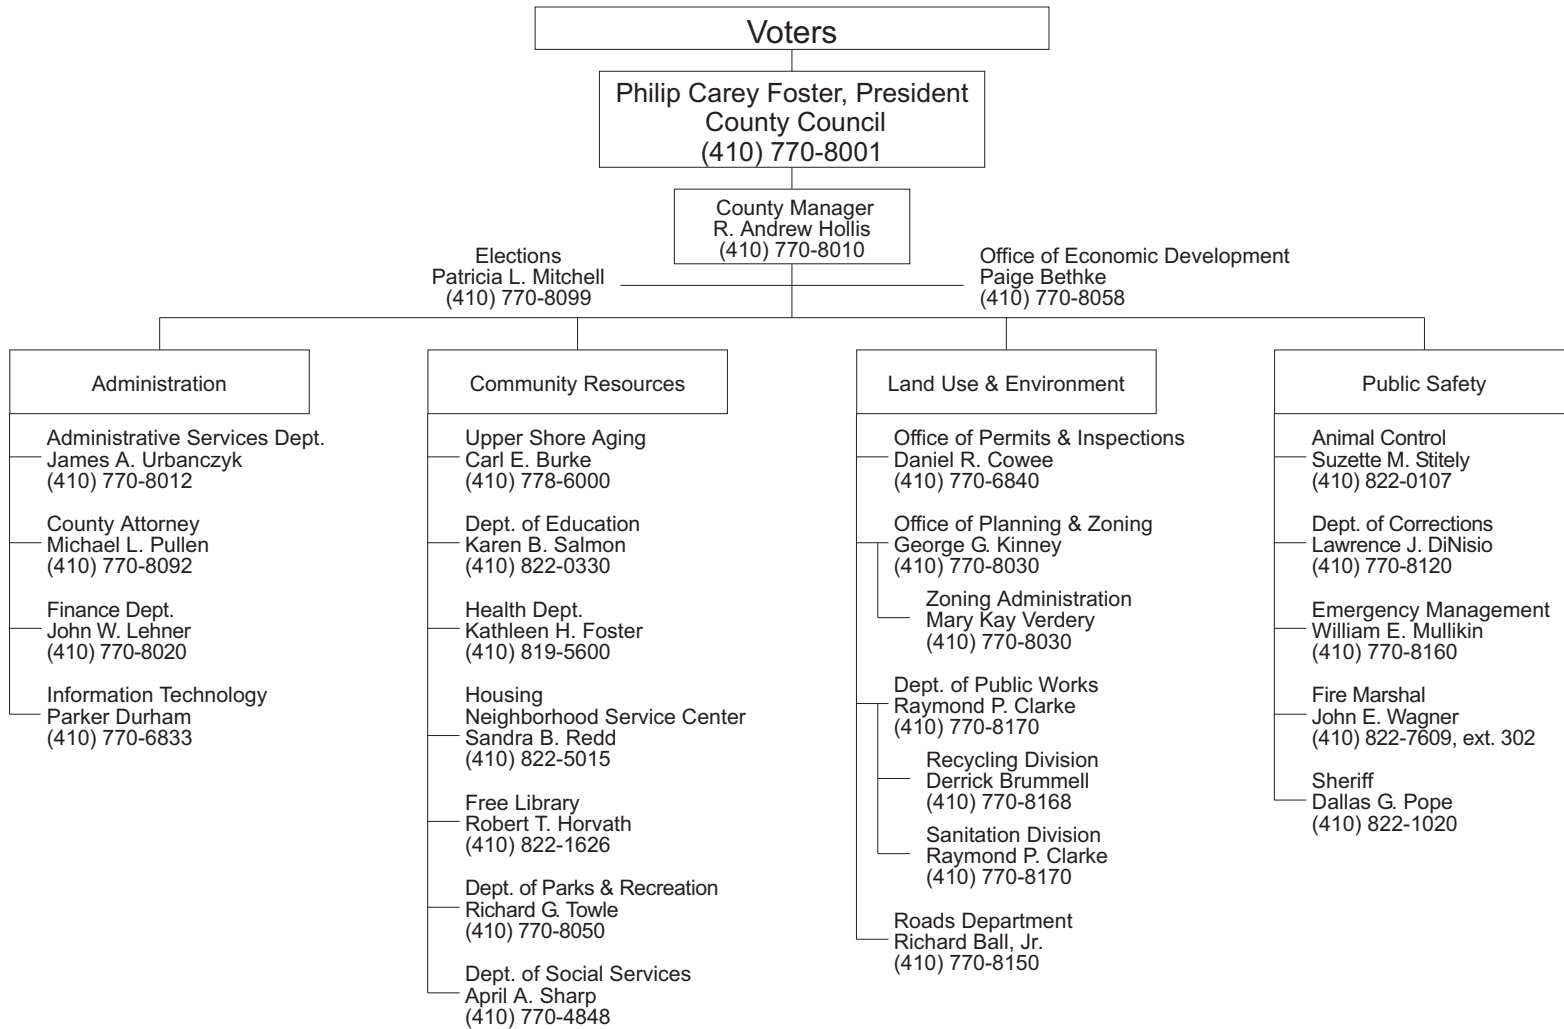 Voters
Philip Carey Foster, President
County Council
(410) 770-8001
County Manager
R. Andrew Hollis
(410) 770-8010
Elections
Patricia L. Mitchell
(410) 770-8099
Office of Economic Development
Paige Bethke
(410) 770-8058
Administration
Administrative Services Dept.
James A. Urbanczyk
(410) 770-8012
County Attorney
Michael L. Pullen
(410) 770-8092
Finance Dept.
John W. Lehner
(410) 770-8020
Information Technology
Parker Durham
(410) 770-6833
Community Resources
Upper Shore Aging
Carl E. Burke
(410) 778-6000
Dept. of Education
Karen B. Salmon
(410) 822-0330
Health Dept.
Kathleen H. Foster
(410) 819-5600
Housing
Neighborhood Service Center
Sandra B. Redd
(410) 822-5015
Free Library
Robert T. Horvath
(410) 822-1626
Dept. of Parks & Recreation
Richard G. Towle
(410) 770-8050
Dept. of Social Services
April A. Sharp
(410) 770-4848
Land Use & Environment
Office of Permits & Inspections
Daniel R. Cowee
(410) 770-6840
Office of Planning & Zoning
George G. Kinney
(410) 770-8030
Zoning Administration
Mary Kay Verdery
(410) 770-8030
Dept. of Public Works
Raymond P. Clarke
(410) 770-8170
Recycling Division
Derrick Brummell
(410) 770-8168
Sanitation Division
Raymond P. Clarke
(410) 770-8170
Roads Department
Richard Ball, Jr.
(410) 770-8150
Public Safety
Animal Control
Suzette M. Stitely
(410) 822-0107
Dept. of Corrections
Lawrence J. DiNisio
(410) 770-8120
Emergency Management
William E. Mullikin
(410) 770-8160
Fire Marshal
John E. Wagner
(410) 822-7609, ext. 302
Sheriff
Dallas G. Pope
(410) 822-1020